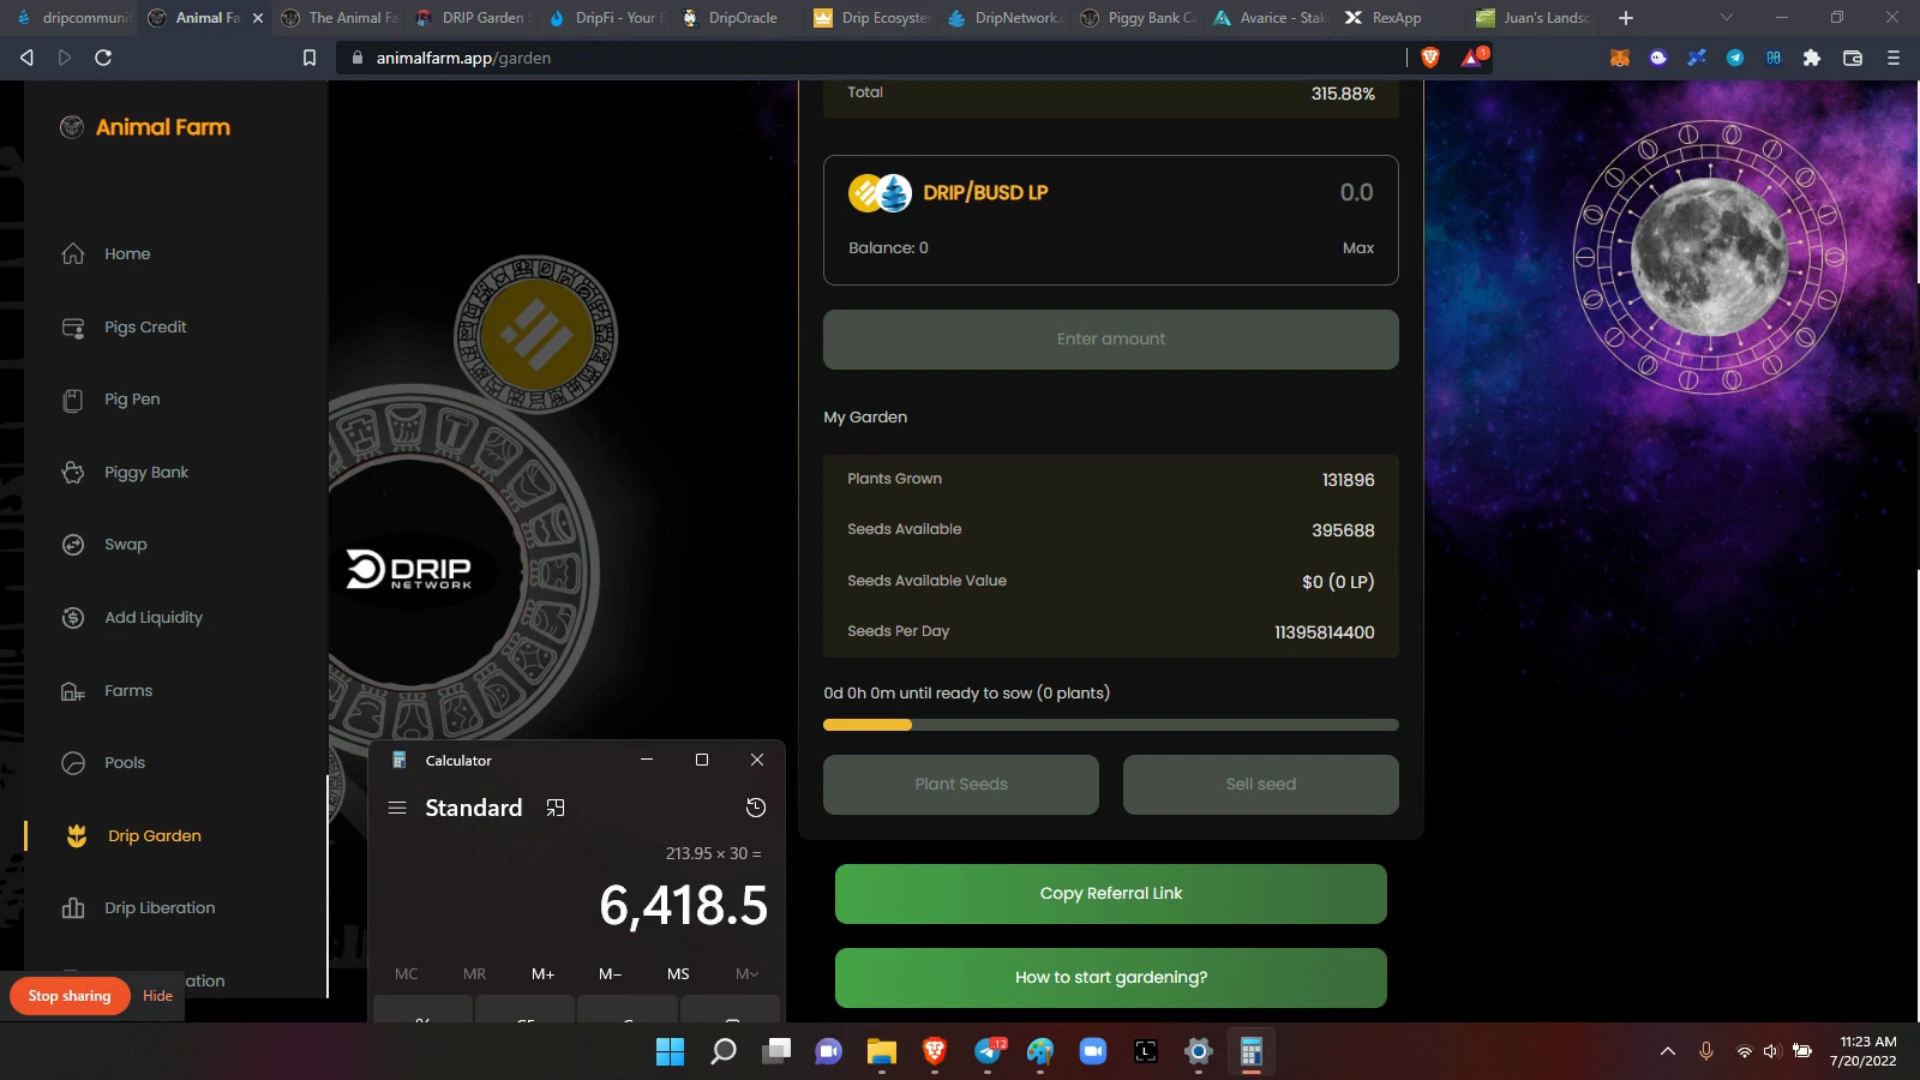 dripcommuni
Animal Fa
The Animal Fa
DRIP Garden
DripFi - Your D
DripOracle
Drip Ecosyste
DripNetwork.c
Piggy Bank Ca
Avarice - Stak
RexApp
Juan's Landsc
animalfarm.app/garden
1
Animal Farm
Home
Pigs Credit
Pig Pen
Piggy Bank
Swap
Add Liquidity
Farms
Pools
Drip Garden
Drip Liberation
ation
Stop sharing
Hide
DRIP
NETWORK
Total
315.88%
DRIP/BUSD LP
0.0
Balance: 0
Max
Enter amount
My Garden
Plants Grown
131896
Seeds Available
395688
Seeds Available Value
$0 (0 LP)
Seeds Per Day
11395814400
0d 0h 0m until ready to sow (0 plants)
Plant Seeds
Sell seed
Copy Referral Link
How to start gardening?
Calculator
Standard
213.95 × 30 =
6,418.5
MC
MR
M+
M−
MS
M
12
L
11:23 AM
7/20/2022